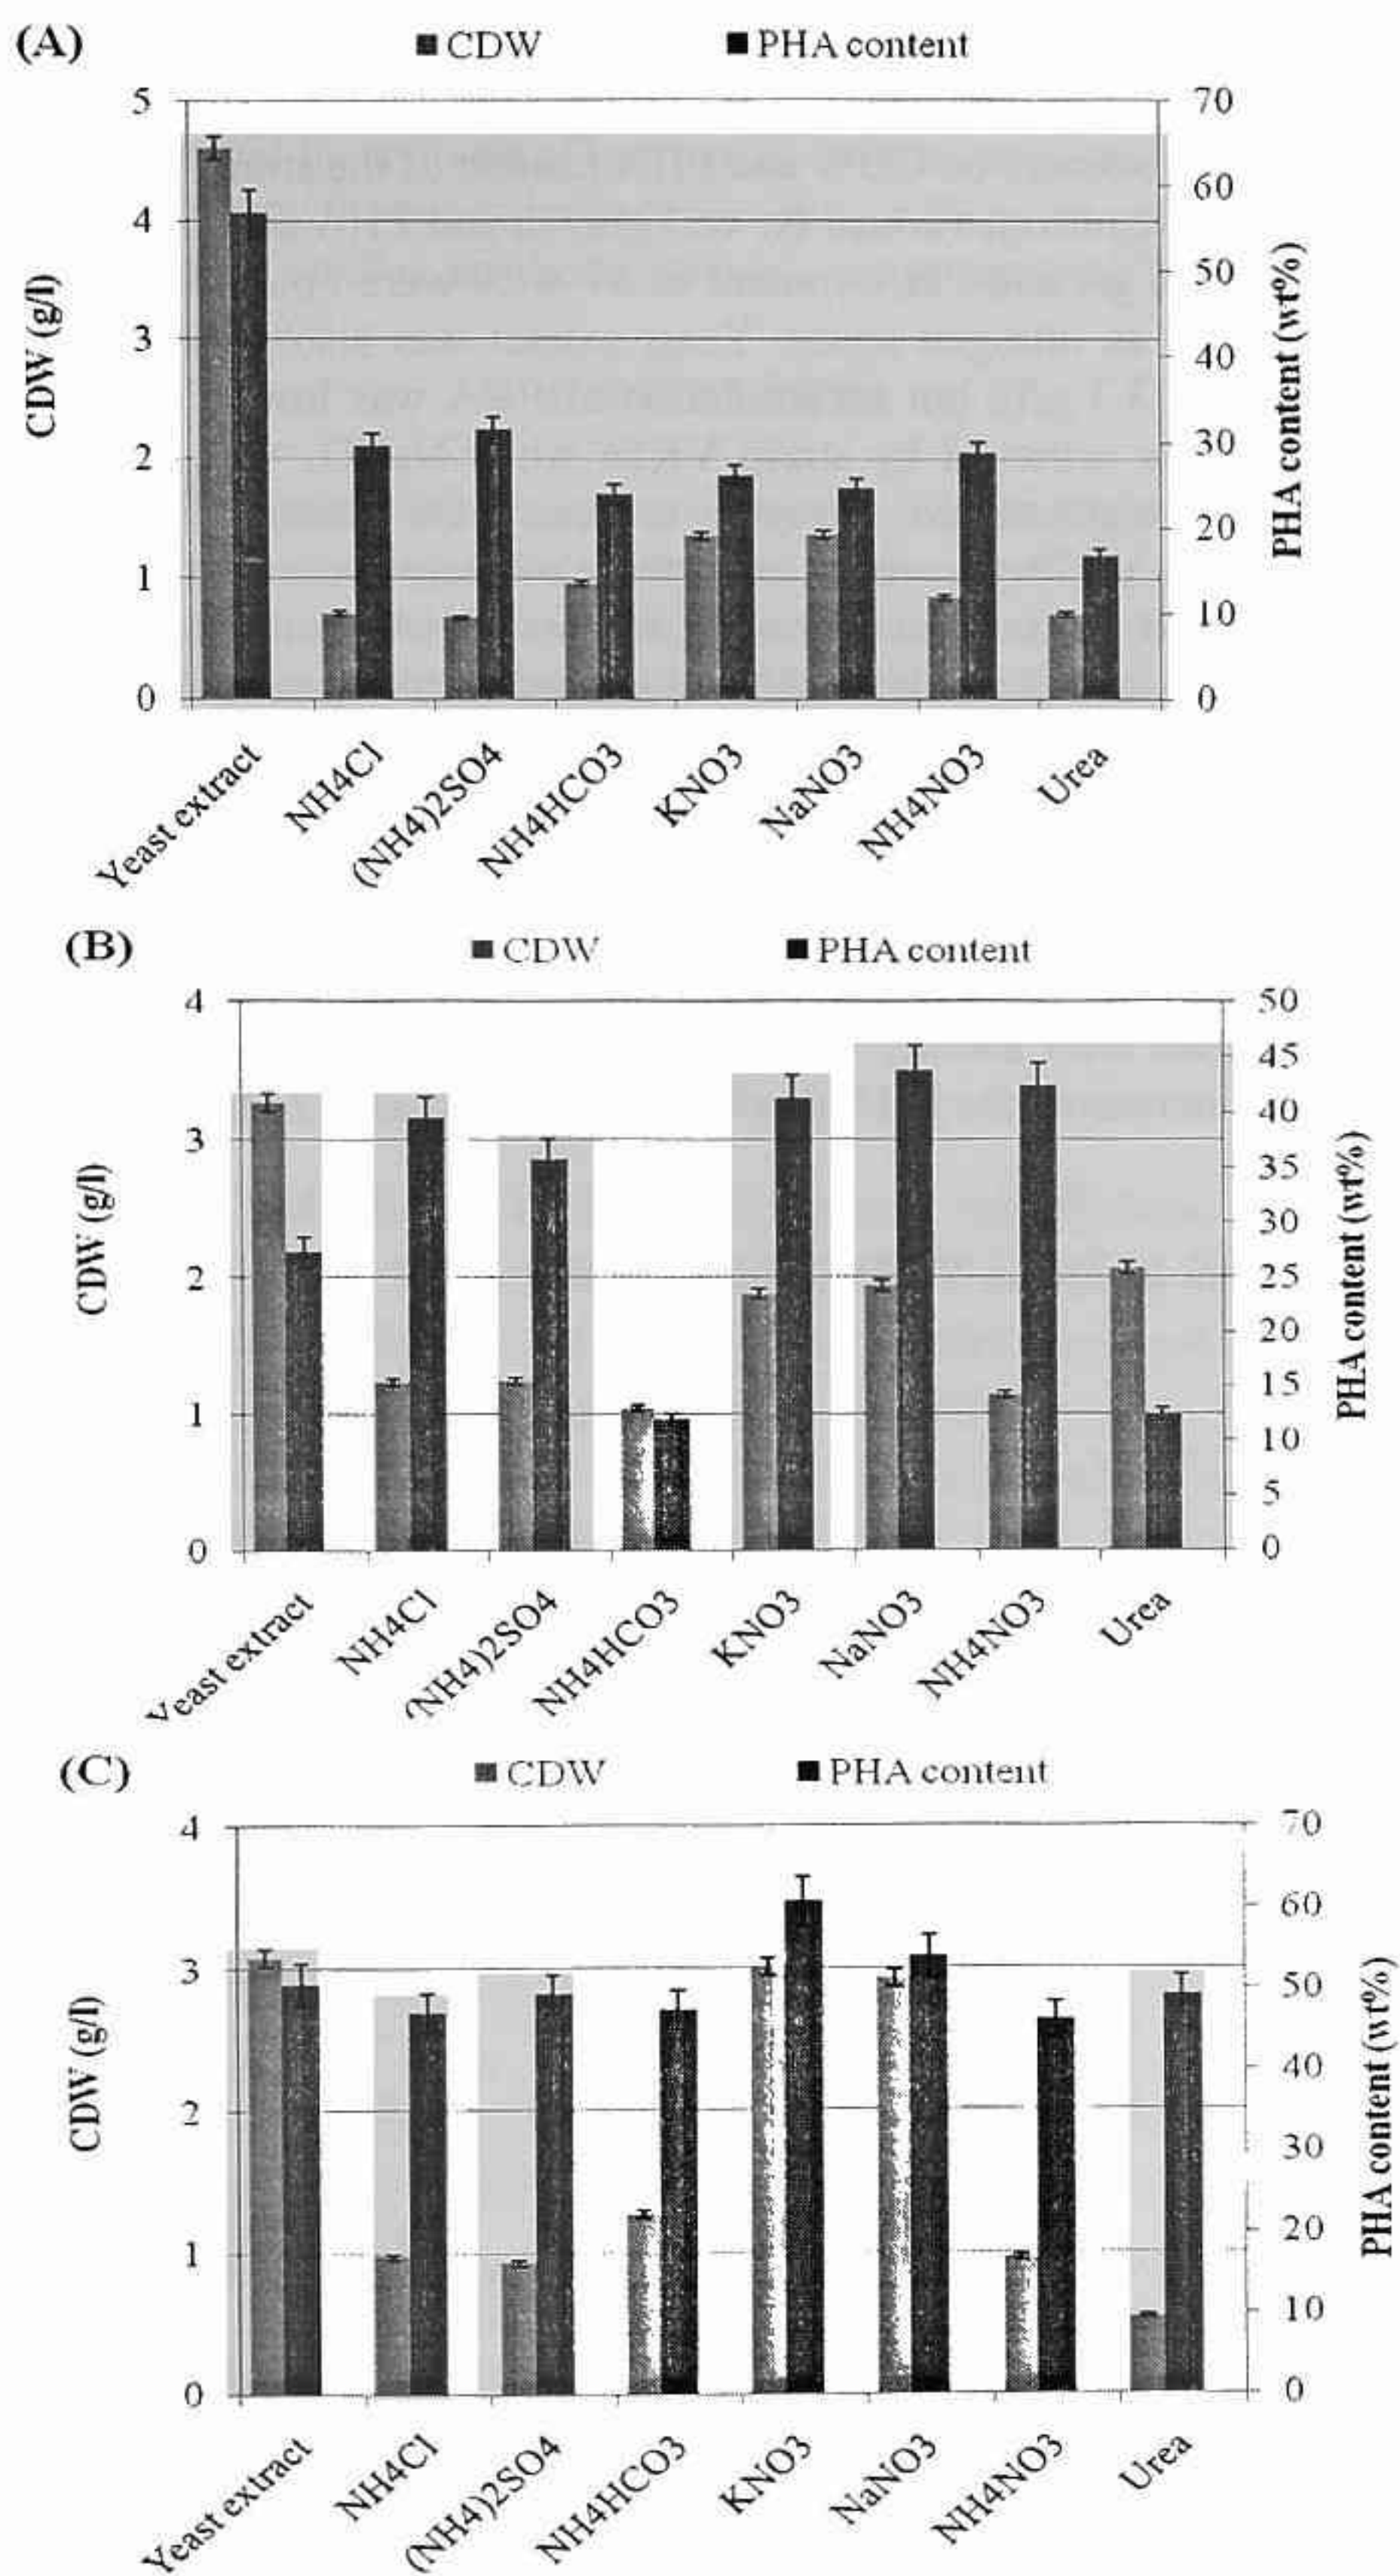 (A)
CDW PHA content
5 70
60
4
50
3 40
30
2
20
1
10
0 0
CDW (g/l)
PHA content (wt%)
Yeast extract NH4Cl (NH4)2SO4 NH4HCO3 KNO3 NaNO3 NH4NO3 Urea
(B)
CDW PHA content
4 50
45
40
3
35
30
2 25
20
15
1
10
5
0 0
CDW (g/l)
PHA content (wt%)
Yeast extract NH4Cl (NH4)2SO4 NH4HCO3 KNO3 NaNO3 NH4NO3 Urea
(C)
CDW PHA content
4 70
60
3 50
40
2
30
20
1
10
0 0
CDW (g/l)
PHA content (wt%)
Yeast extract NH4Cl (NH4)2SO4 NH4HCO3 KNO3 NaNO3 NH4NO3 Urea